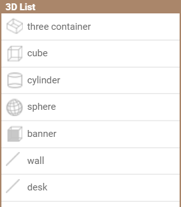 3D List
three container
cube
cylinder
sphere
banner
wall
desk